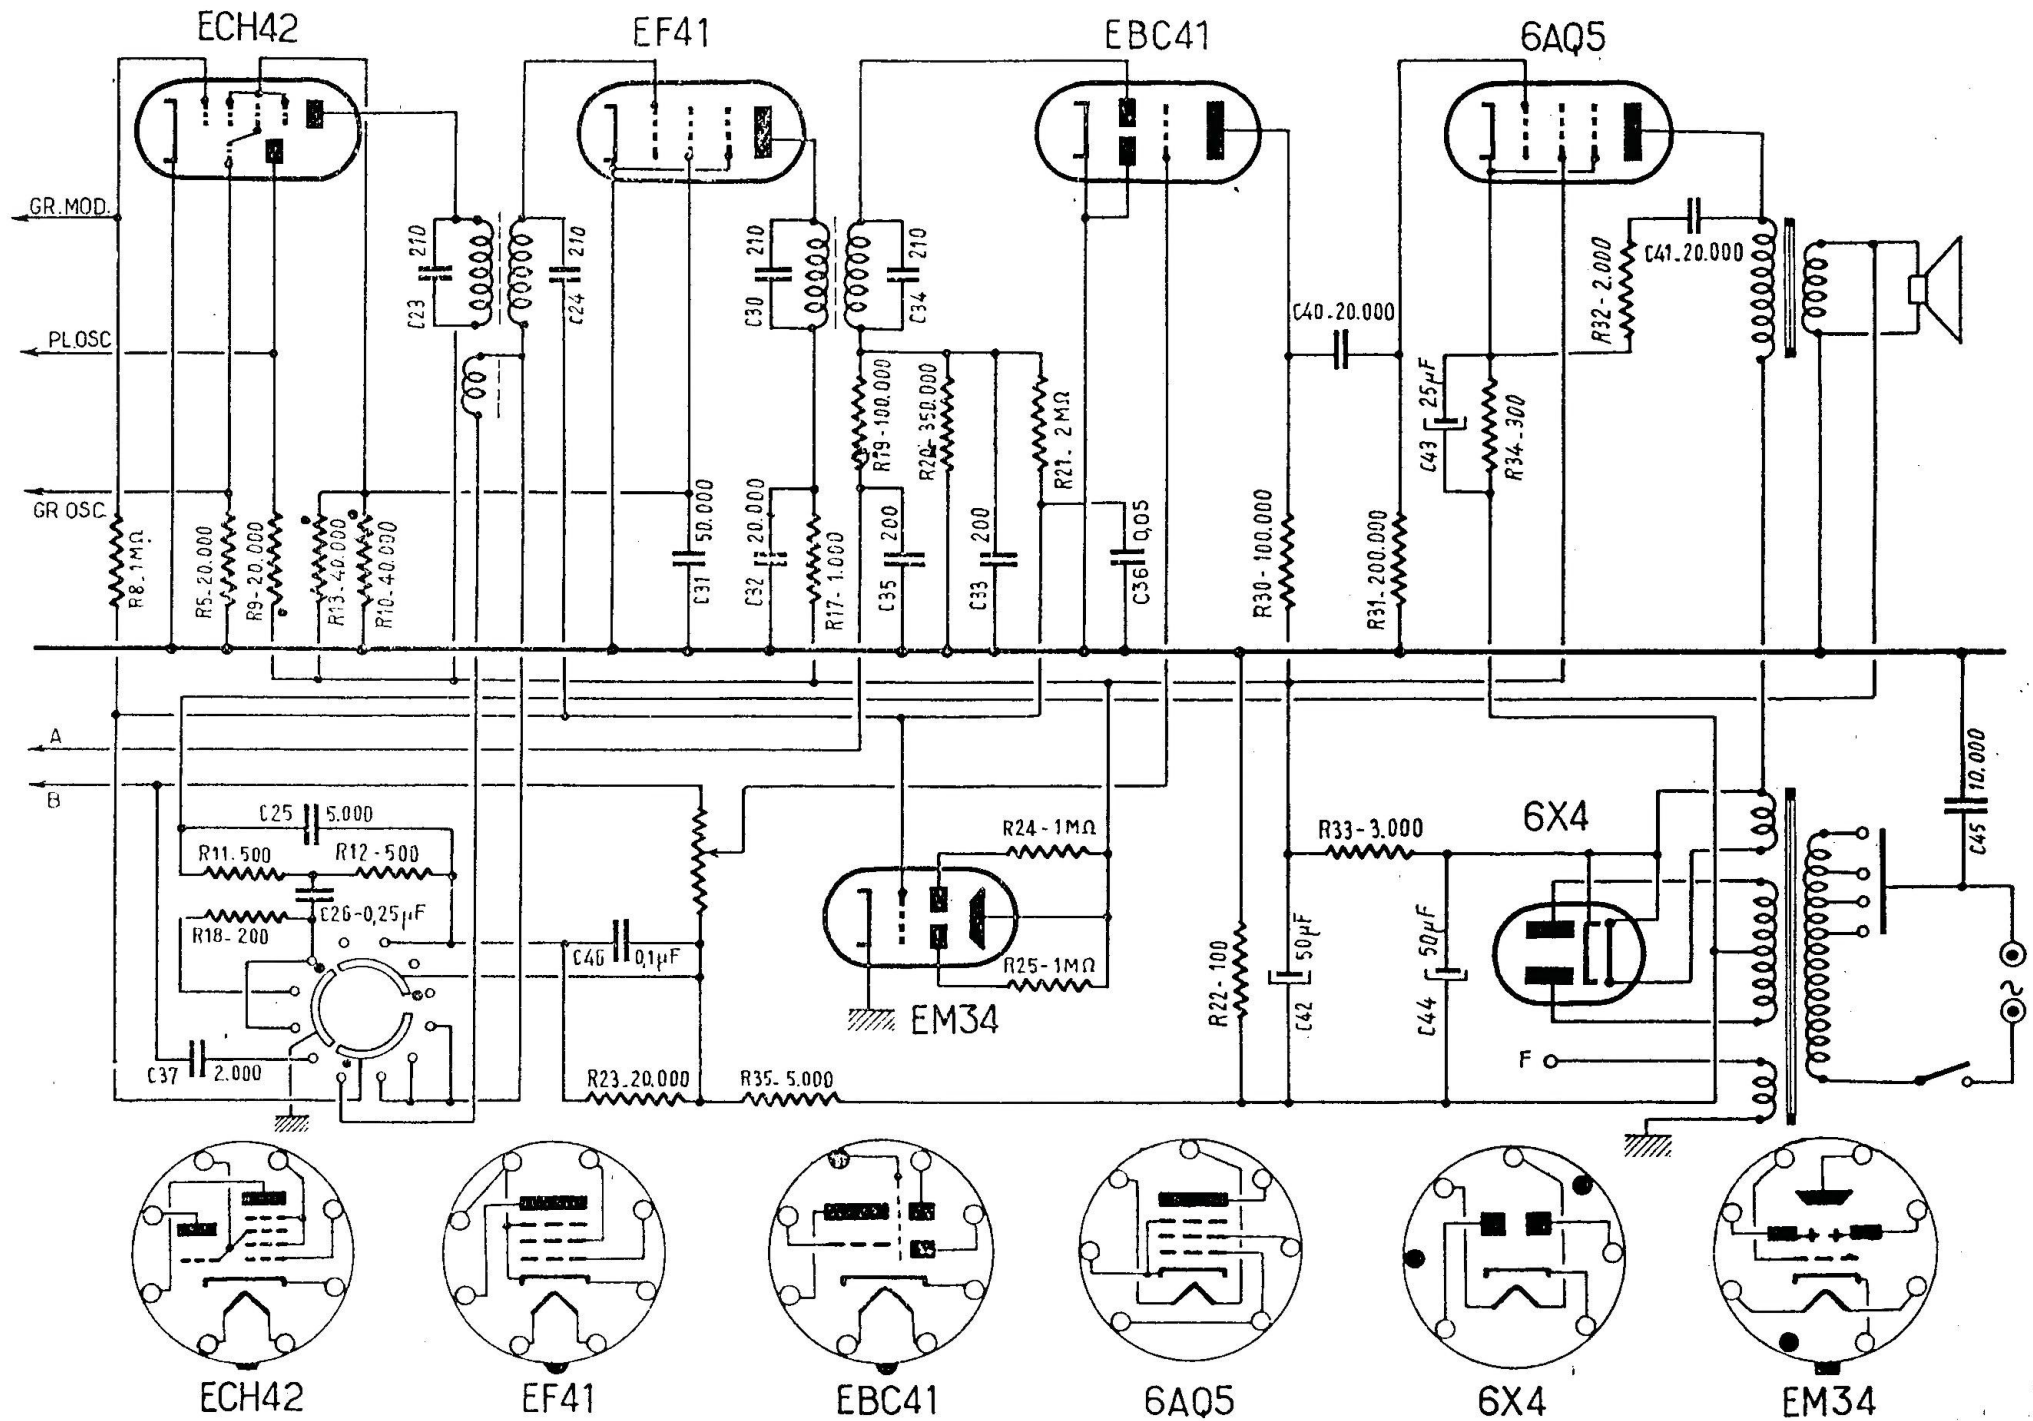 ECH42
EF41
EBC41
6AQ5
GR.MOD.
PL.OSC
GR OSC
210
C23
210
C24
210
C30
210
C34
C40-20.000
R32-2.000
C41-20.000
25µF
C43
R34-300
R8-1MΩ
R5-20.000
R9-20.000
R13-40.000
R10-40.000
50.000
C31
20.000
C32
R17-1.000
R19-100.000
R20-350.000
R21-2MΩ
200
C35
200
C33
0,05
C36
R30-100.000
R31-200.000
A
B
C25
5.000
R11-500
R12-500
C26-0,25µF
R18-200
C37
2.000
C46
0,1µF
R23-20.000
R35-5.000
R24-1MΩ
R25-1MΩ
EM34
R22-100
50µF
C42
R33-3.000
50µF
C44
6X4
F
10.000
C45
ECH42
EF41
EBC41
6AQ5
6X4
EM34